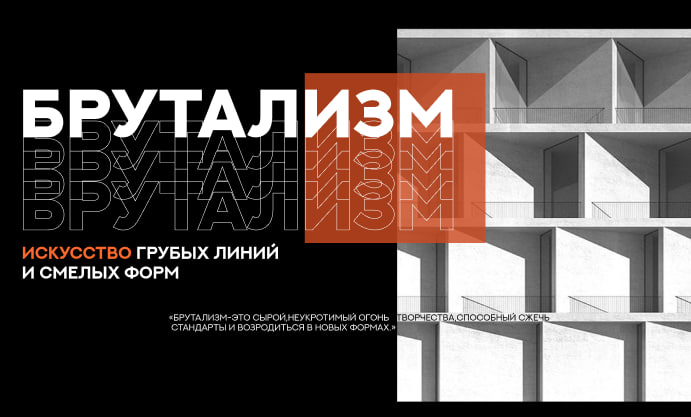 БРУТАЛИЗМ
БРУТАЛИЗМ
БРУТАЛИЗМ
БРУТАЛИЗМ
ИСКУССТВО ГРУБЫХ ЛИНИЙ
И СМЕЛЫХ ФОРМ
«БРУТАЛИЗМ-ЭТО СЫРОЙ,НЕУКРОТИМЫЙ ОГОНЬ ТВОРЧЕСТВА,СПОСОБНЫЙ СЖЕЧЬ
СТАНДАРТЫ И ВОЗРОДИТЬСЯ В НОВЫХ ФОРМАХ.»